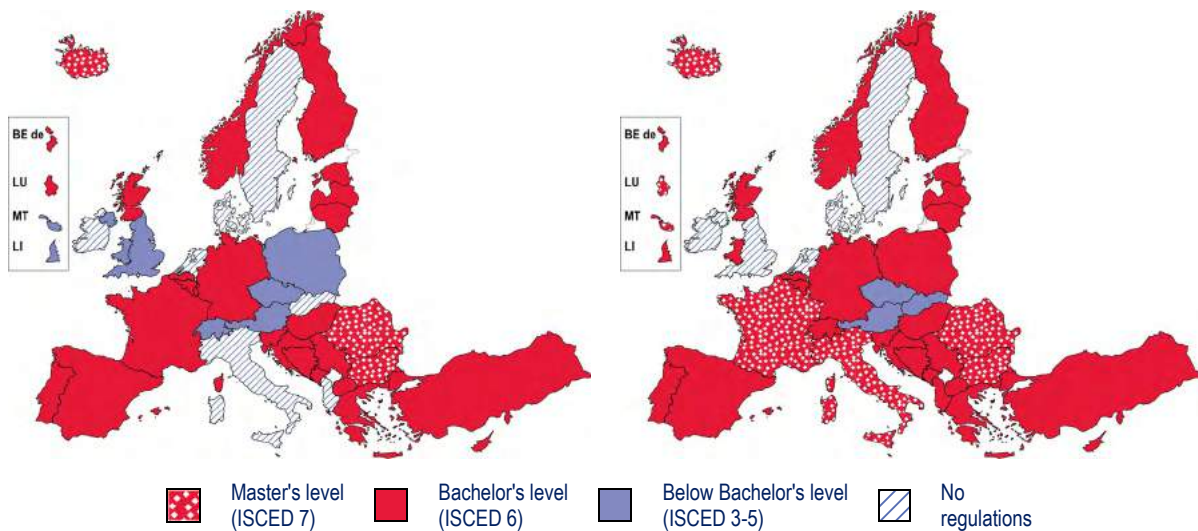 BE de
LU
MT
LI
BE de
LU
MT
LI
Master's level
(ISCED 7)
Bachelor's level
(ISCED 6)
Below Bachelor's level
(ISCED 3-5)
No
regulations